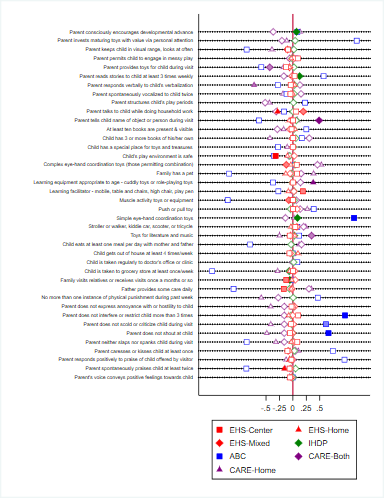 Parent consciously encourages developmental advance
Parent invests maturing toys with value via personal attention
Parent keeps child in visual range, looks at often
Parent permits child to engage in messy play
Parent provides toys for child during visit
Parent reads stories to child at least 3 times weekly
Parent responds verbally to child's verbalization
Parent spontaneously vocalized to child twice
Parent structures child's play periods
Parent talks to child while doing household work
Parent tells child name of object or person during visit
At least ten books are present & visible
Child has 3 or more books of his/her own
Child has a special place for toys and treasures
Child's play environment is safe
Complex eye-hand coordination toys (those permitting combination)
Family has a pet
Learning equipment appropriate to age - cuddly toys or role-playing toys
Learning facilitator - mobile, table and chairs, high chair, play pen
Muscle activity toys or equipment
Push or pull toy
Simple eye-hand coordination toys
Stroller or walker, kiddie car, scooter, or tricycle
Toys for literature and music
Child eats at least one meal per day with mother and father
Child gets out of house at least 4 times/week
Child is taken regularly to doctor's office or clinic
Child is taken to grocery store at least once/week
Family visits relatives or receives visits once a months or so
Father provides some care daily
No more than one instance of physical punishment during past week
Parent does not express annoyance with or hostility to child
Parent does not interfere or restrict child more than 3 times
Parent does not scold or criticize child during visit
Parent does not shout at child
Parent neither slaps nor spanks child during visit
Parent caresses or kisses child at least once
Parent responds positively to praise of child offered by visitor
Parent spontaneously praises child at least twice
Parent's voice conveys positive feelings towards child
-.5 -.25 0 .25 .5
EHS-Center EHS-Home
EHS-Mixed IHDP
ABC CARE-Both
CARE-Home